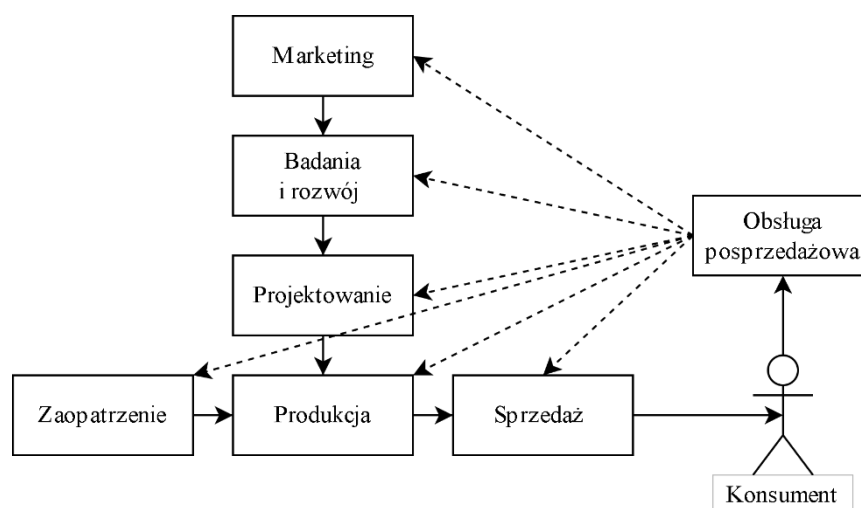 Marketing
Badania
i rozwój
Obsługa
posprzedażowa
Projektowanie
Zaopatrzenie
Produkcja
Sprzedaż
Konsument